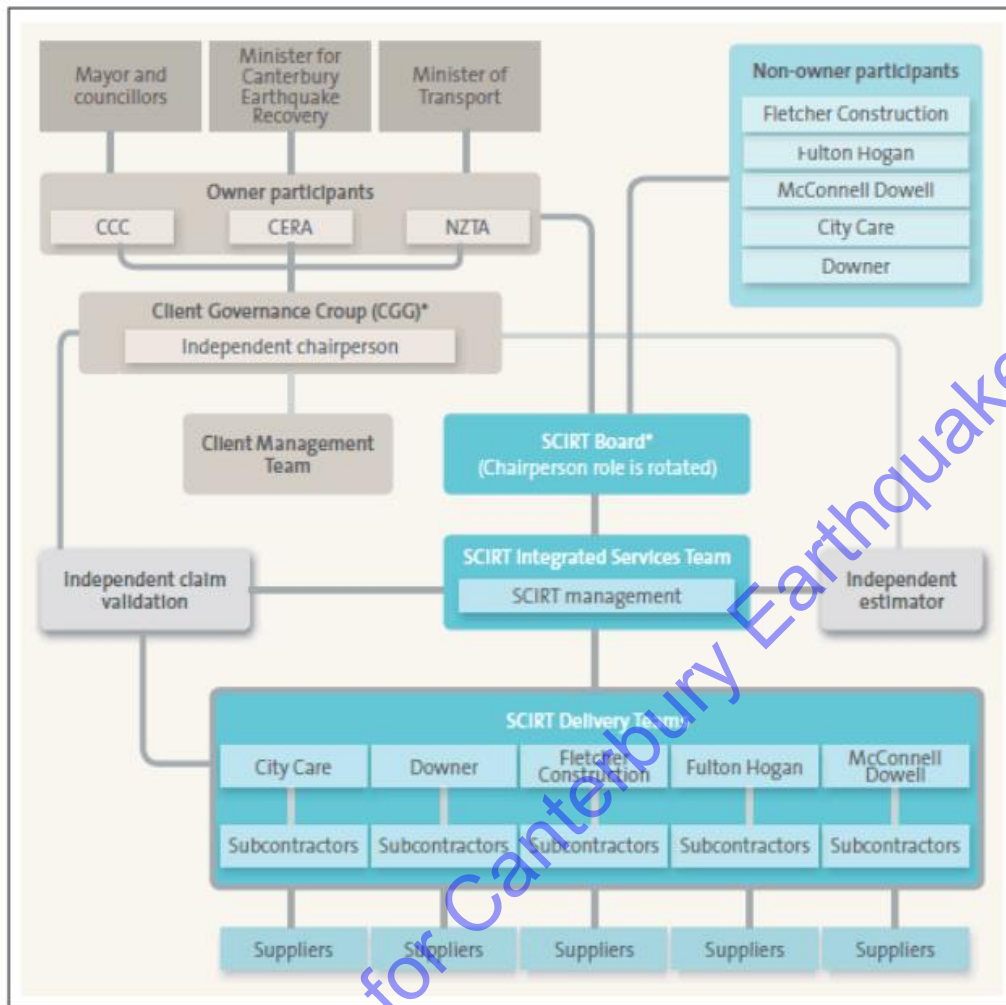 Mayor and
councillors
Minister for
Canterbury
Earthquake
Recovery
Minister of
Transport
Non-owner participants
Fletcher Construction
Fulton Hogan
McConnell Dowell
City Care
Downer
Owner participants
CCC
CERA
NZTA
Client Governance Croup (CGG)*
Independent chairperson
Client Management
Team
SCIRT Board*
(Chairperson role is rotated)
Independent claim
validation
SCIRT Integrated Services Team
SCIRT management
Independent
estimator
SCIRT Delivery Teams
City Care
Downer
Fletcher
Construction
Fulton Hogan
McConnell
Dowell
Subcontractors
Subcontractors
Subcontractors
Subcontractors
Subcontractors
Suppliers
Suppliers
Suppliers
Suppliers
Suppliers
for Canterbury Earthquake